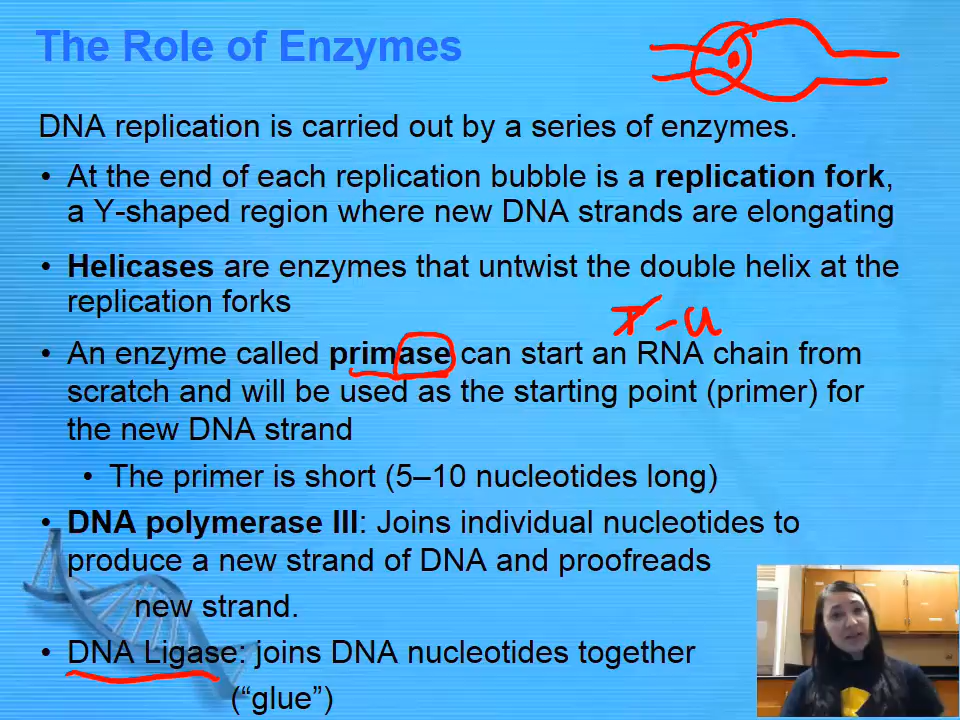 The Role of Enzymes
DNA replication is carried out by a series of enzymes.
• At the end of each replication bubble is a replication fork,
a Y-shaped region where new DNA strands are elongating
• Helicases are enzymes that untwist the double helix at the
replication forks
T - U
• An enzyme called primase can start an RNA chain from
scratch and will be used as the starting point (primer) for
the new DNA strand
• The primer is short (5–10 nucleotides long)
• DNA polymerase III: Joins individual nucleotides to
produce a new strand of DNA and proofreads
new strand.
• DNA Ligase: joins DNA nucleotides together
(“glue”)